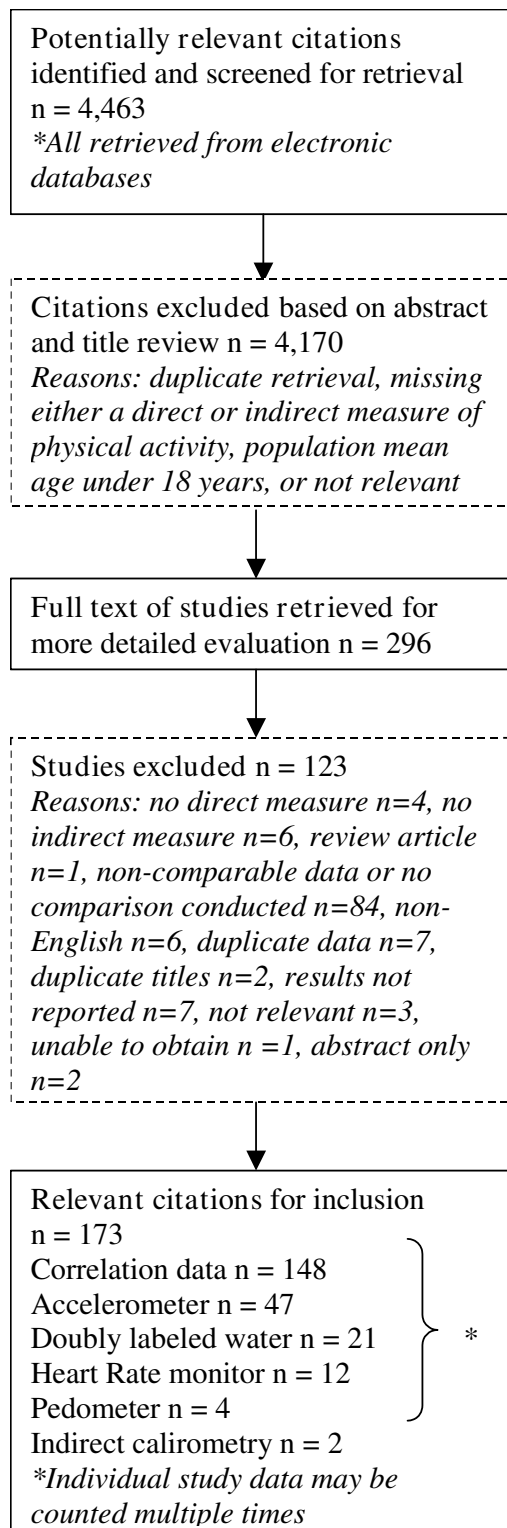 Potentially relevant citations
identified and screened for retrieval
n = 4,463
*All retrieved from electronic
databases
Citations excluded based on abstract
and title review n = 4,170
Reasons: duplicate retrieval, missing
either a direct or indirect measure of
physical activity, population mean
age under 18 years, or not relevant
Full text of studies retrieved for
more detailed evaluation n = 296
Studies excluded n = 123
Reasons: no direct measure n=4, no
indirect measure n=6, review article
n=1, non-comparable data or no
comparison conducted n=84, non-
English n=6, duplicate data n=7,
duplicate titles n=2, results not
reported n=7, not relevant n=3,
unable to obtain n =1, abstract only
n=2
Relevant citations for inclusion
n = 173
Correlation data n = 148
Accelerometer n = 47
Doubly labeled water n = 21 *
Heart Rate monitor n = 12
Pedometer n = 4
Indirect calirometry n = 2
*Individual study data may be
counted multiple times